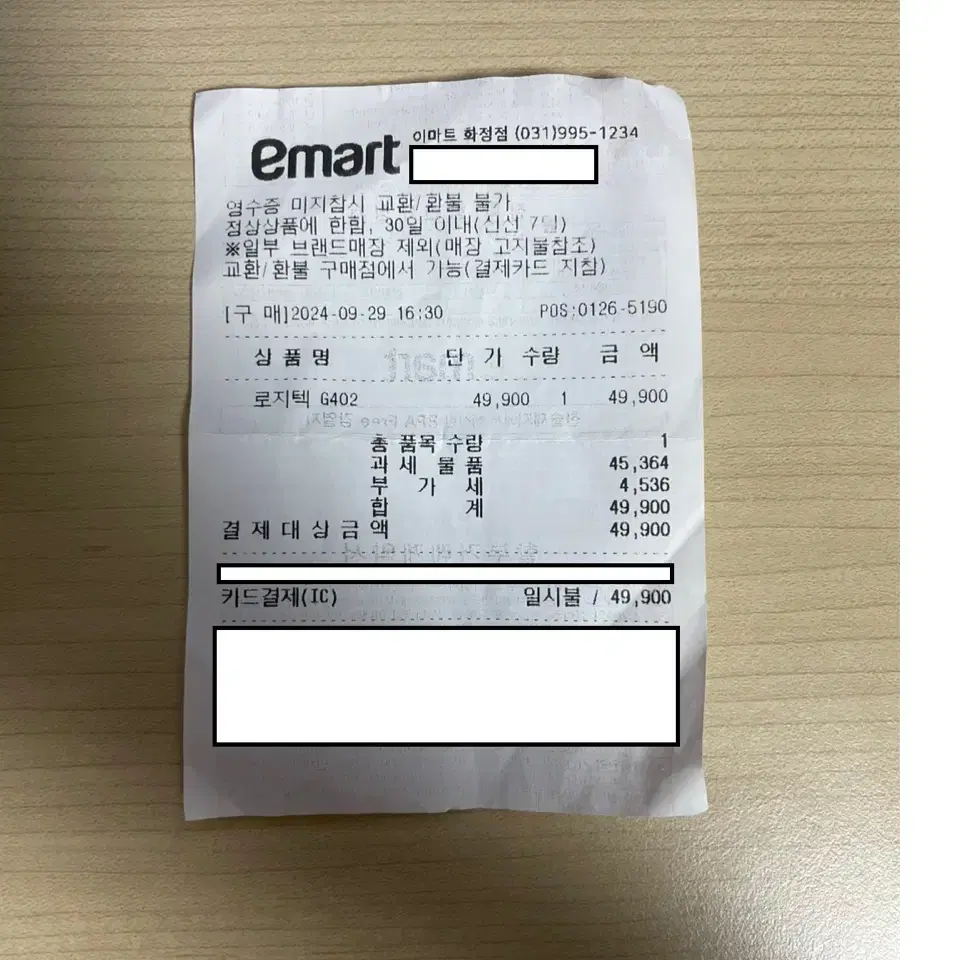 emart
이마트 화정점 (031)995-1234
영수증 미지참시 교환/환불 불가
정상상품에 한함, 30일 이내(신선 7일)
※일부 브랜드매장 제외(매장 고지물참조)
교환/환불 구매점에서 가능(결제카드 지참)
[구 매]2024-09-29 16:30 POS:0126-5190
상 품 명 단 가 수량 금 액
로지텍 G402 49,900 1 49,900
총 품목 수량 1
과 세 물 품 45,364
부 가 세 4,536
합 계 49,900
결 제 대 상 금 액 49,900
카드결제(IC) 일시불 / 49,900